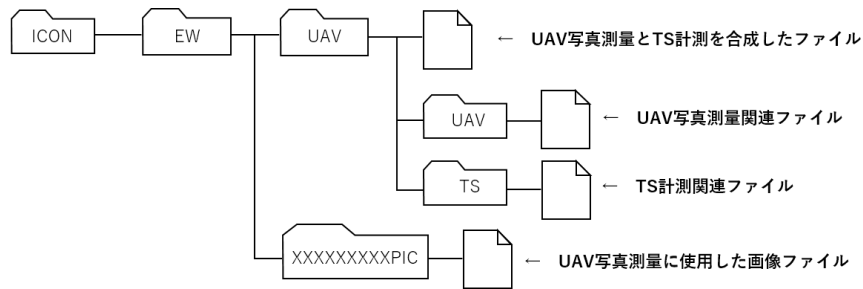 ICON
EW
UAV
← UAV写真測量とTS計測を合成したファイル
UAV
← UAV写真測量関連ファイル
TS
← TS計測関連ファイル
XXXXXXXXXPIC
← UAV写真測量に使用した画像ファイル